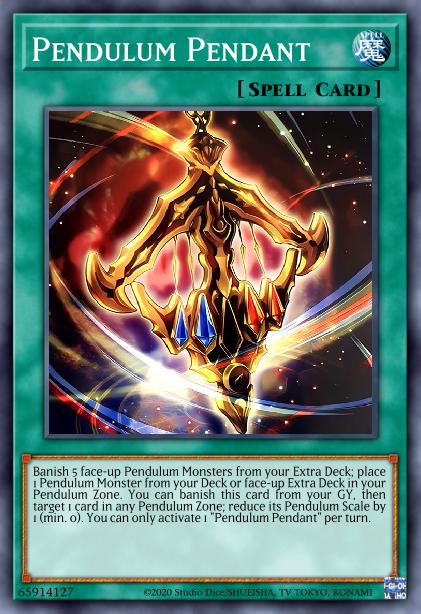 PENDULUM PENDANT
SPELL
魔
[SPELL CARD]
Banish 5 face-up Pendulum Monsters from your Extra Deck; place
1 Pendulum Monster from your Deck or face-up Extra Deck in your
Pendulum Zone. You can banish this card from your GY, then
target 1 card in any Pendulum Zone; reduce its Pendulum Scale by
1 (min. 0). You can only activate 1 "Pendulum Pendant" per turn.
65914127
©2020 Studio Dice/SHUEISHA, TV TOKYO, KONAMI